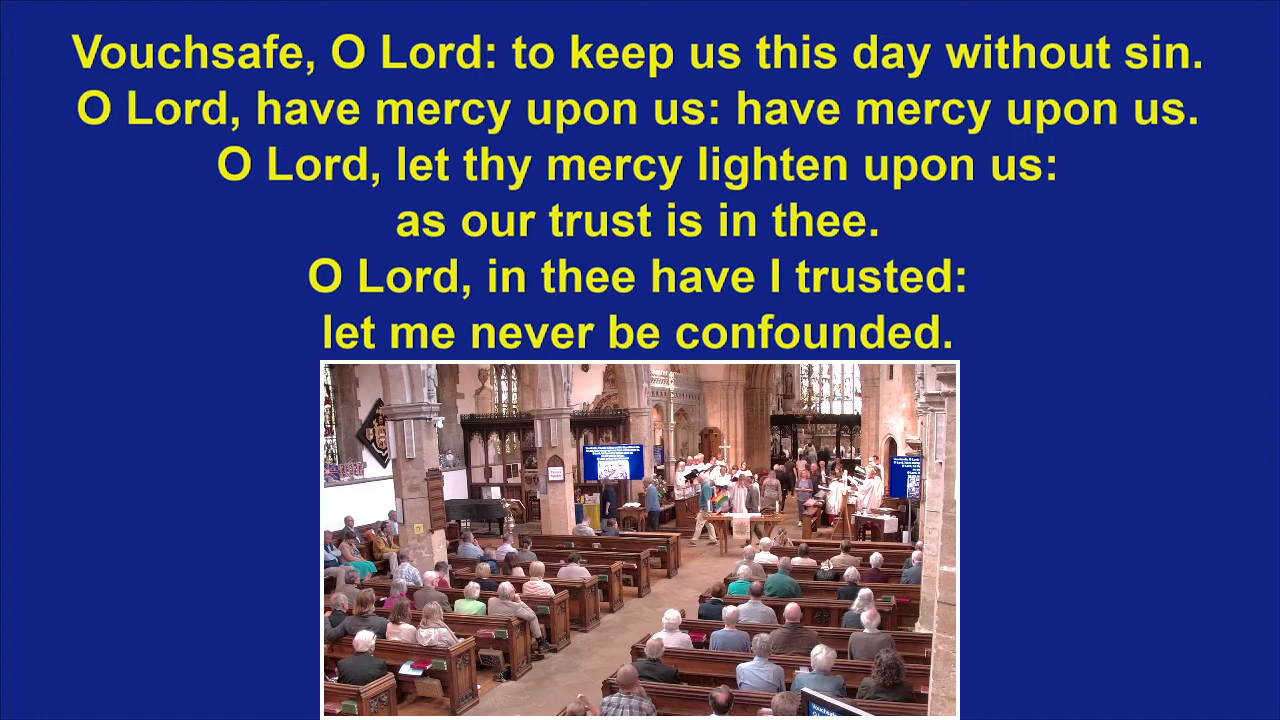 Vouchsafe, O Lord: to keep us this day without sin.
O Lord, have mercy upon us: have mercy upon us.
O Lord, let thy mercy lighten upon us:
as our trust is in thee.
O Lord, in thee have I trusted:
let me never be confounded.